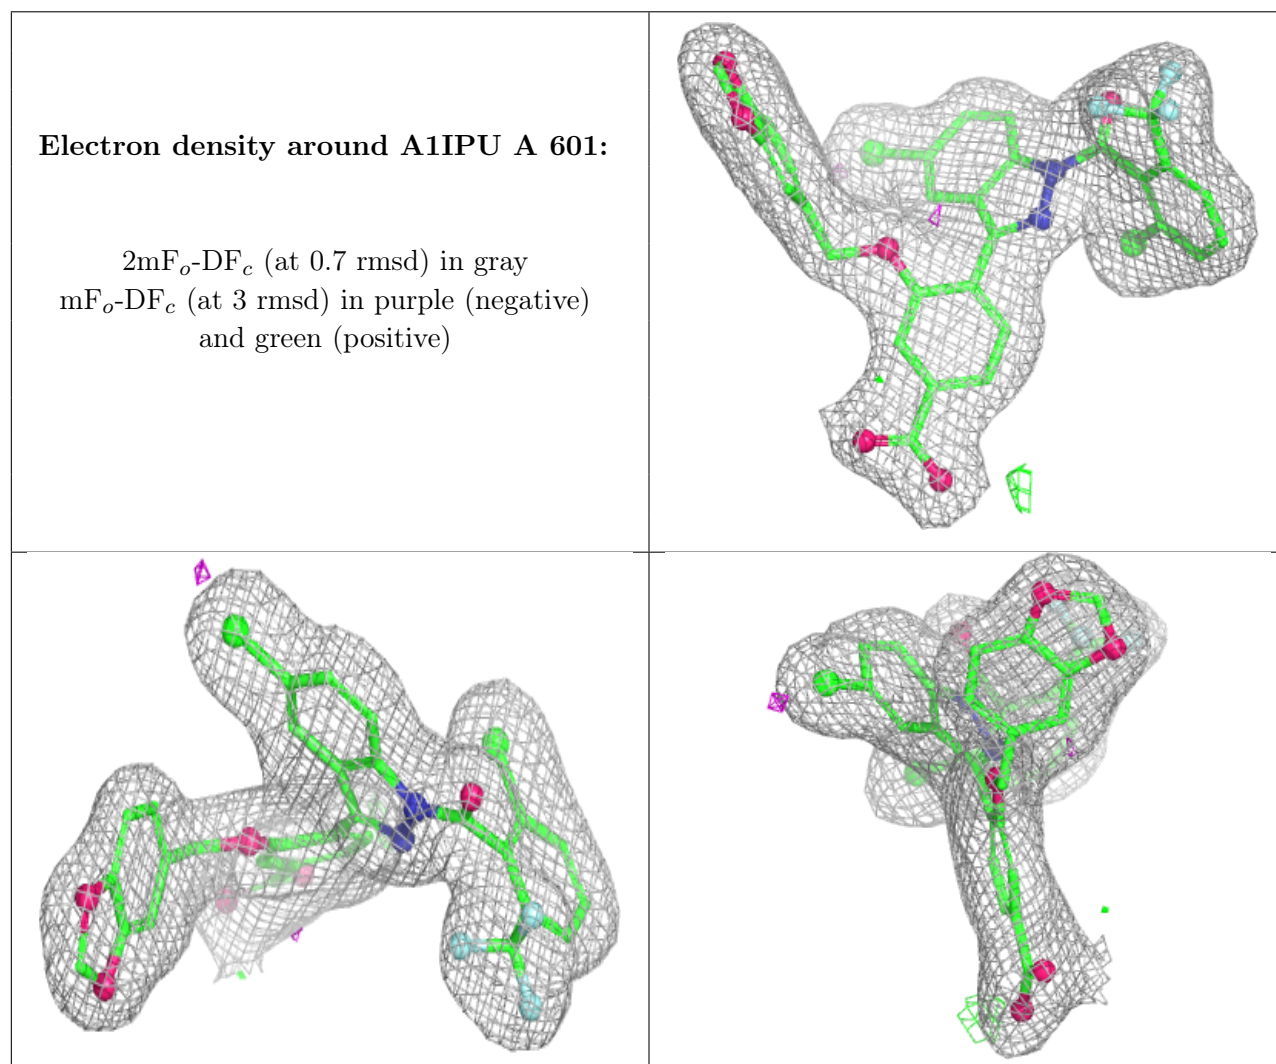 Electron density around A1IPU A 601:
2mFo-DFc (at 0.7 rmsd) in gray
mFo-DFc (at 3 rmsd) in purple (negative)
and green (positive)